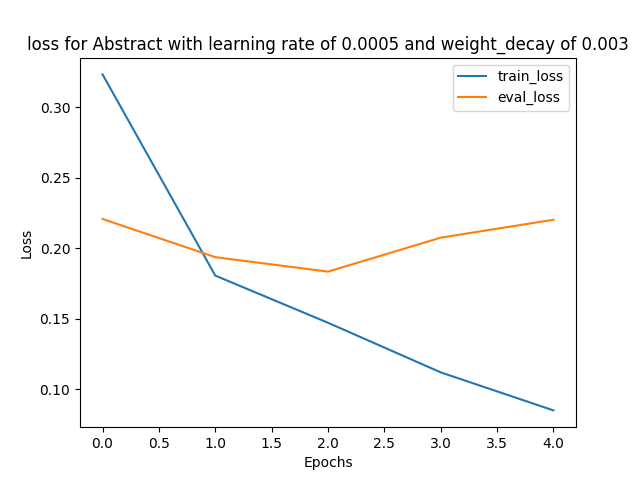 loss for Abstract with learning rate of 0.0005 and weight_decay of 0.003
train_loss
eval_loss
0.30
0.25
0.20
0.15
0.10
Loss
0.0 0.5 1.0 1.5 2.0 2.5 3.0 3.5 4.0
Epochs